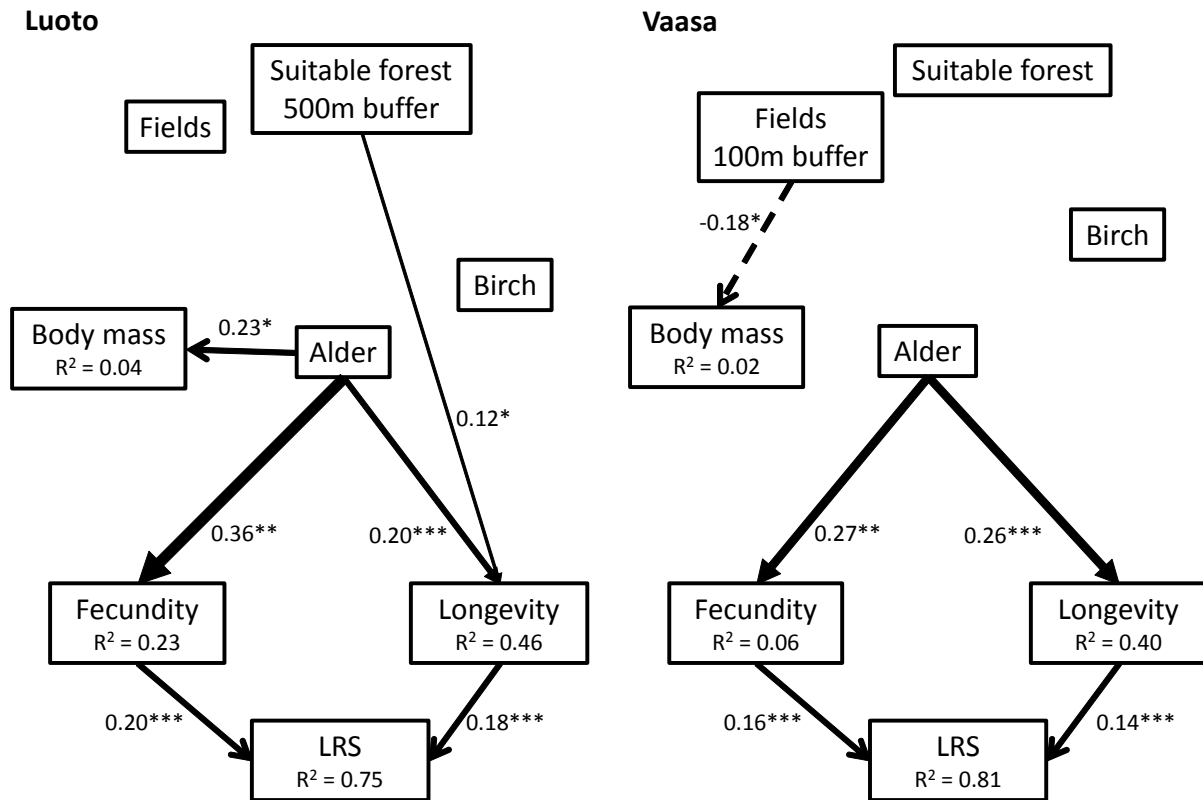 Luoto
Suitable forest
500m buffer
Fields
Birch
Body mass
R² = 0.04
0.23*
Alder
0.12*
0.36**
0.20***
Fecundity
R² = 0.23
Longevity
R² = 0.46
0.20***
0.18***
LRS
R² = 0.75
Vaasa
Suitable forest
Fields
100m buffer
-0.18*
Birch
Body mass
R² = 0.02
Alder
0.27**
0.26***
Fecundity
R² = 0.06
Longevity
R² = 0.40
0.16***
0.14***
LRS
R² = 0.81